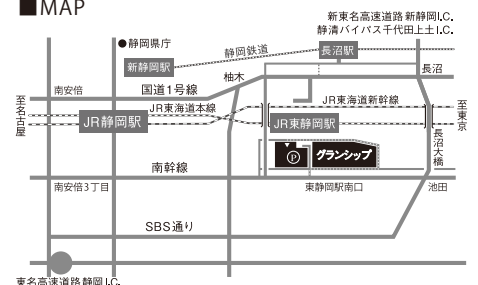 ■MAP
新東名高速道路 新静岡I.C.
静清バイパス千代田上土I.C.
●静岡県庁
静岡鉄道
長沼駅
新静岡駅
柚木
長沼
南安倍
国道1号線
至名古屋
JR東海道本線
JR東海道新幹線
至東京
JR静岡駅
JR東静岡駅
長沼大橋
P
グランシップ
南幹線
南安倍3丁目
東静岡駅南口
池田
SBS通り
東名高速道路 静岡I.C.